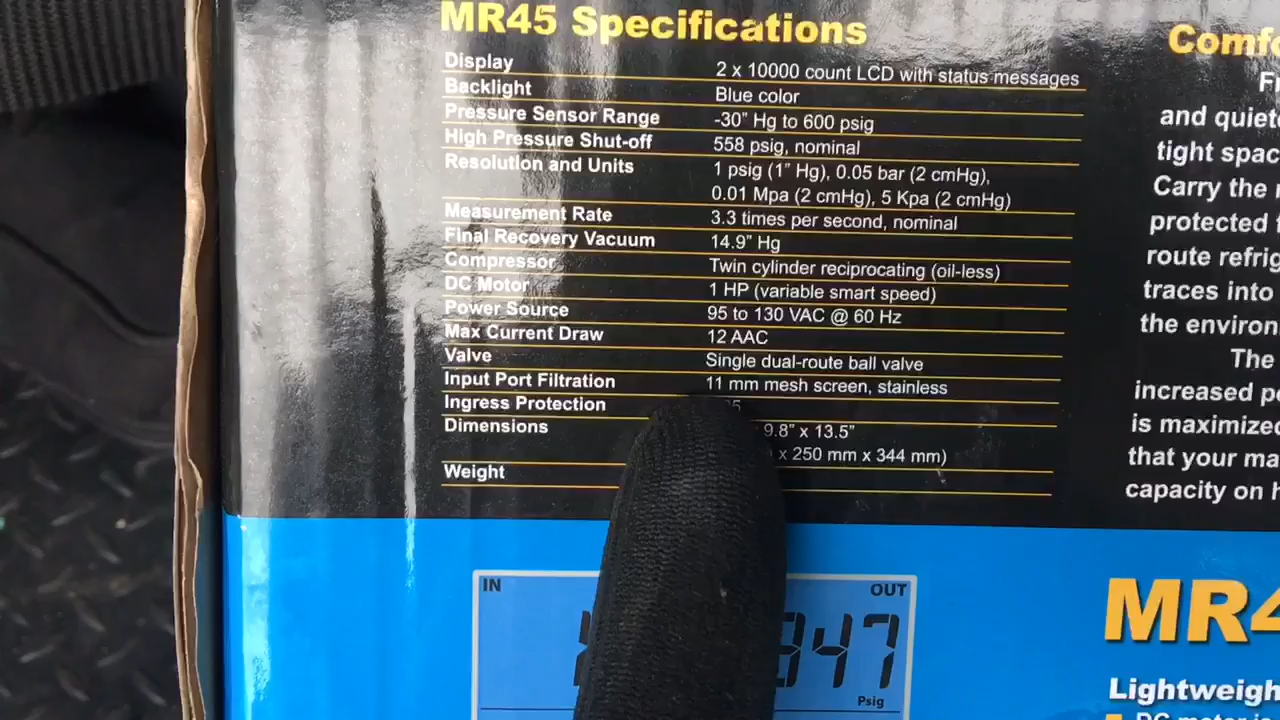 MR45 Specifications
Display 2 x 10000 count LCD with status messages
Backlight Blue color
Pressure Sensor Range -30" Hg to 600 psig
High Pressure Shut-off 558 psig, nominal
Resolution and Units 1 psig (1" Hg), 0.05 bar (2 cmHg),
0.01 Mpa (2 cmHg), 5 Kpa (2 cmHg)
Measurement Rate 3.3 times per second, nominal
Final Recovery Vacuum 14.9" Hg
Compressor Twin cylinder reciprocating (oil-less)
DC Motor 1 HP (variable smart speed)
Power Source 95 to 130 VAC @ 60 Hz
Max Current Draw 12 AAC
Valve Single dual-route ball valve
Input Port Filtration 11 mm mesh screen, stainless
Ingress Protection
Dimensions 9.8" x 13.5"
x 250 mm x 344 mm)
Weight
IN OUT
347
Psig
Comfo
and quiet
tight spac
Carry the
protected
route refrig
traces into
the environ
The
increased p
is maximized
that your ma
capacity on
MR4
Lightweigh
DC motor